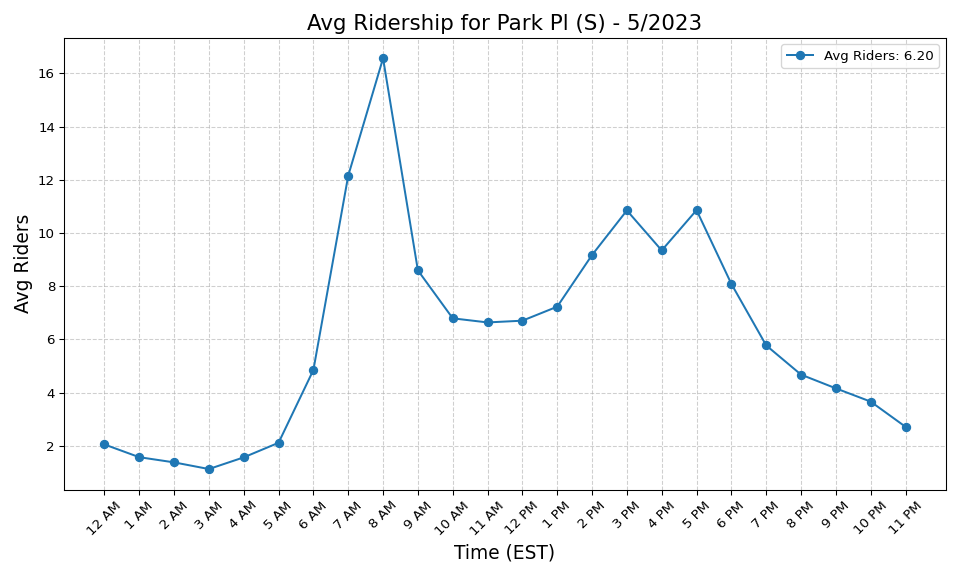 Avg Ridership for Park Pl (S) - 5/2023
Avg Riders: 6.20
Avg Riders
16
14
12
10
8
6
4
2
12 AM
1 AM
2 AM
3 AM
4 AM
5 AM
6 AM
7 AM
8 AM
9 AM
10 AM
11 AM
12 PM
1 PM
2 PM
3 PM
4 PM
5 PM
6 PM
7 PM
8 PM
9 PM
10 PM
11 PM
Time (EST)